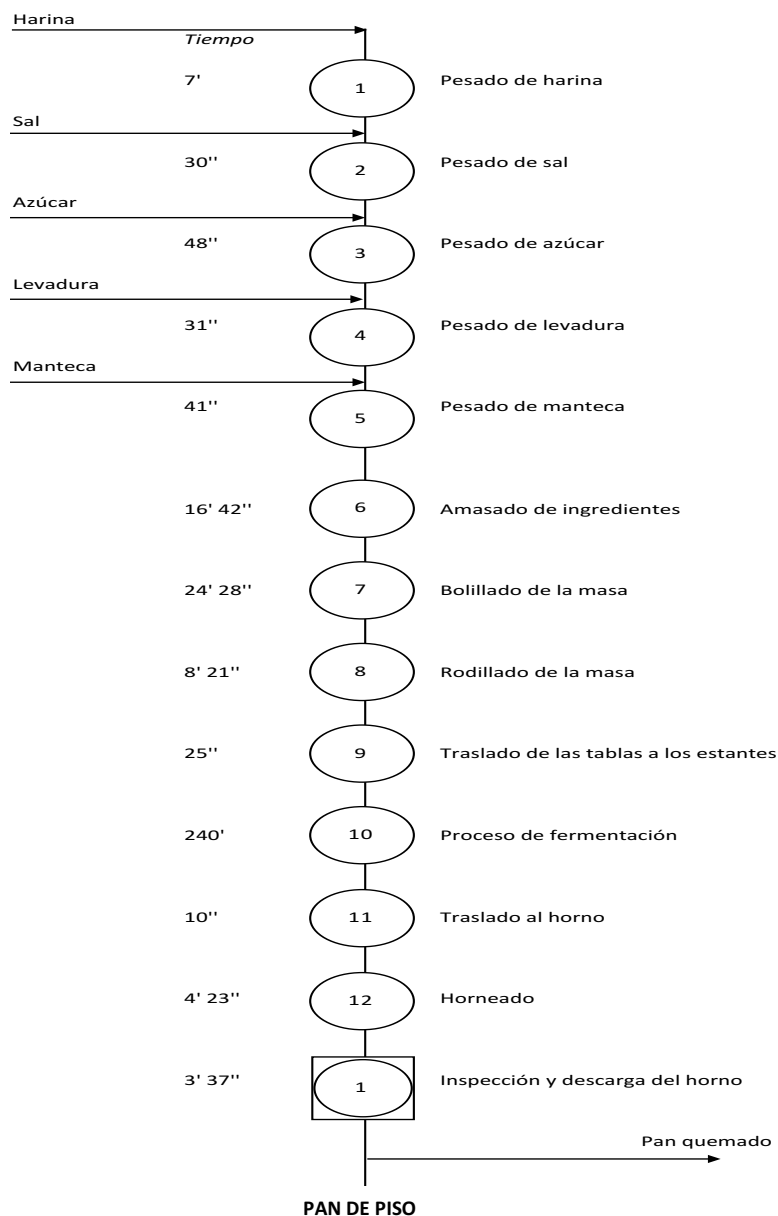 Harina
Tiempo
7' 1 Pesado de harina
Sal
30'' 2 Pesado de sal
Azúcar
48'' 3 Pesado de azúcar
Levadura
31'' 4 Pesado de levadura
Manteca
41'' 5 Pesado de manteca
16' 42'' 6 Amasado de ingredientes
24' 28'' 7 Bolillado de la masa
8' 21'' 8 Rodillado de la masa
25'' 9 Traslado de las tablas a los estantes
240' 10 Proceso de fermentación
10'' 11 Traslado al horno
4' 23'' 12 Horneado
3' 37'' 1 Inspección y descarga del horno
Pan quemado
PAN DE PISO